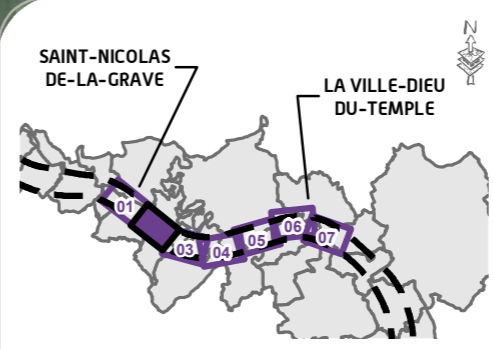 N
SAINT-NICOLAS
DE-LA-GRAVE
LA VILLE-DIEU
DU-TEMPLE
01
03
04
05
06
07